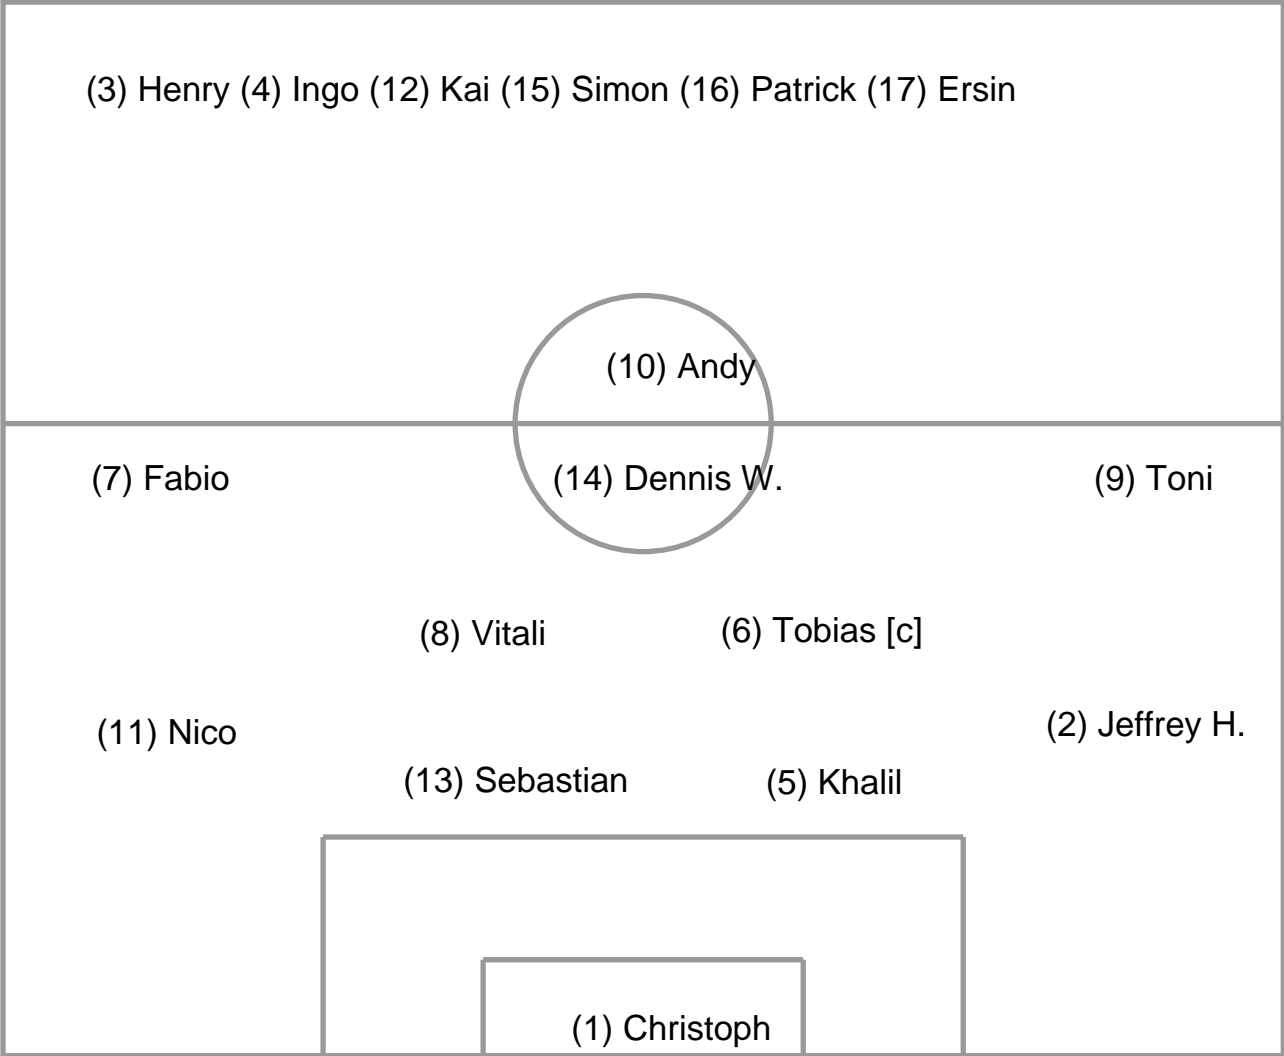 (3) Henry (4) Ingo (12) Kai (15) Simon (16) Patrick (17) Ersin
(10) Andy
(7) Fabio
(14) Dennis W.
(9) Toni
(8) Vitali
(6) Tobias [c]
(11) Nico
(2) Jeffrey H.
(13) Sebastian
(5) Khalil
(1) Christoph